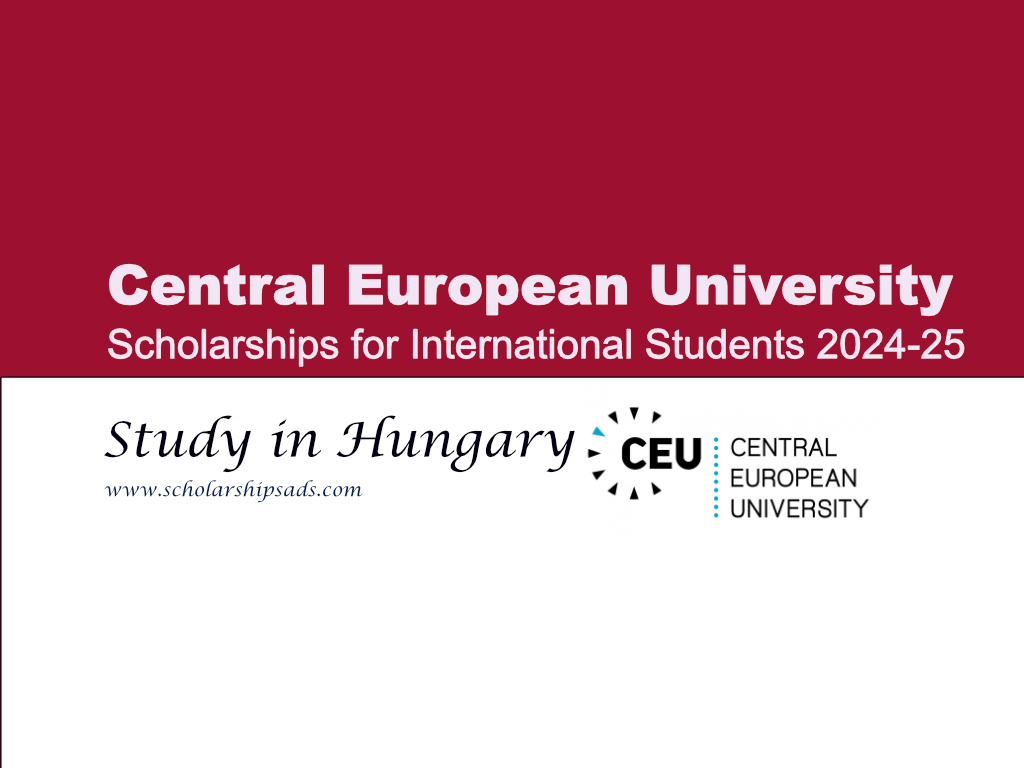 Central European University
Scholarships for International Students 2024-25
Study in Hungary
www.scholarshipsads.com
CEU
CENTRAL
EUROPEAN
UNIVERSITY